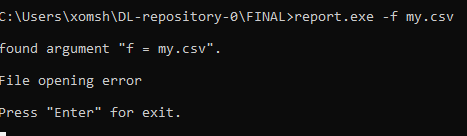 C:\Users\xomsh\DL-repository-0\FINAL>report.exe -f my.csv
found argument "f = my.csv".
File opening error
Press "Enter" for exit.